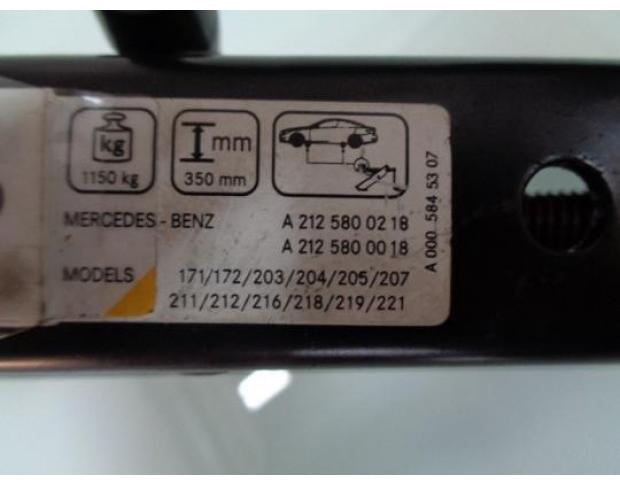 kg
1150 kg
mm
350 mm
MERCEDES - BENZ A 212 580 02 18
A 212 580 00 18
MODELS 171/172/203/204/205/207
211/212/216/218/219/221
A 000 584 53 07